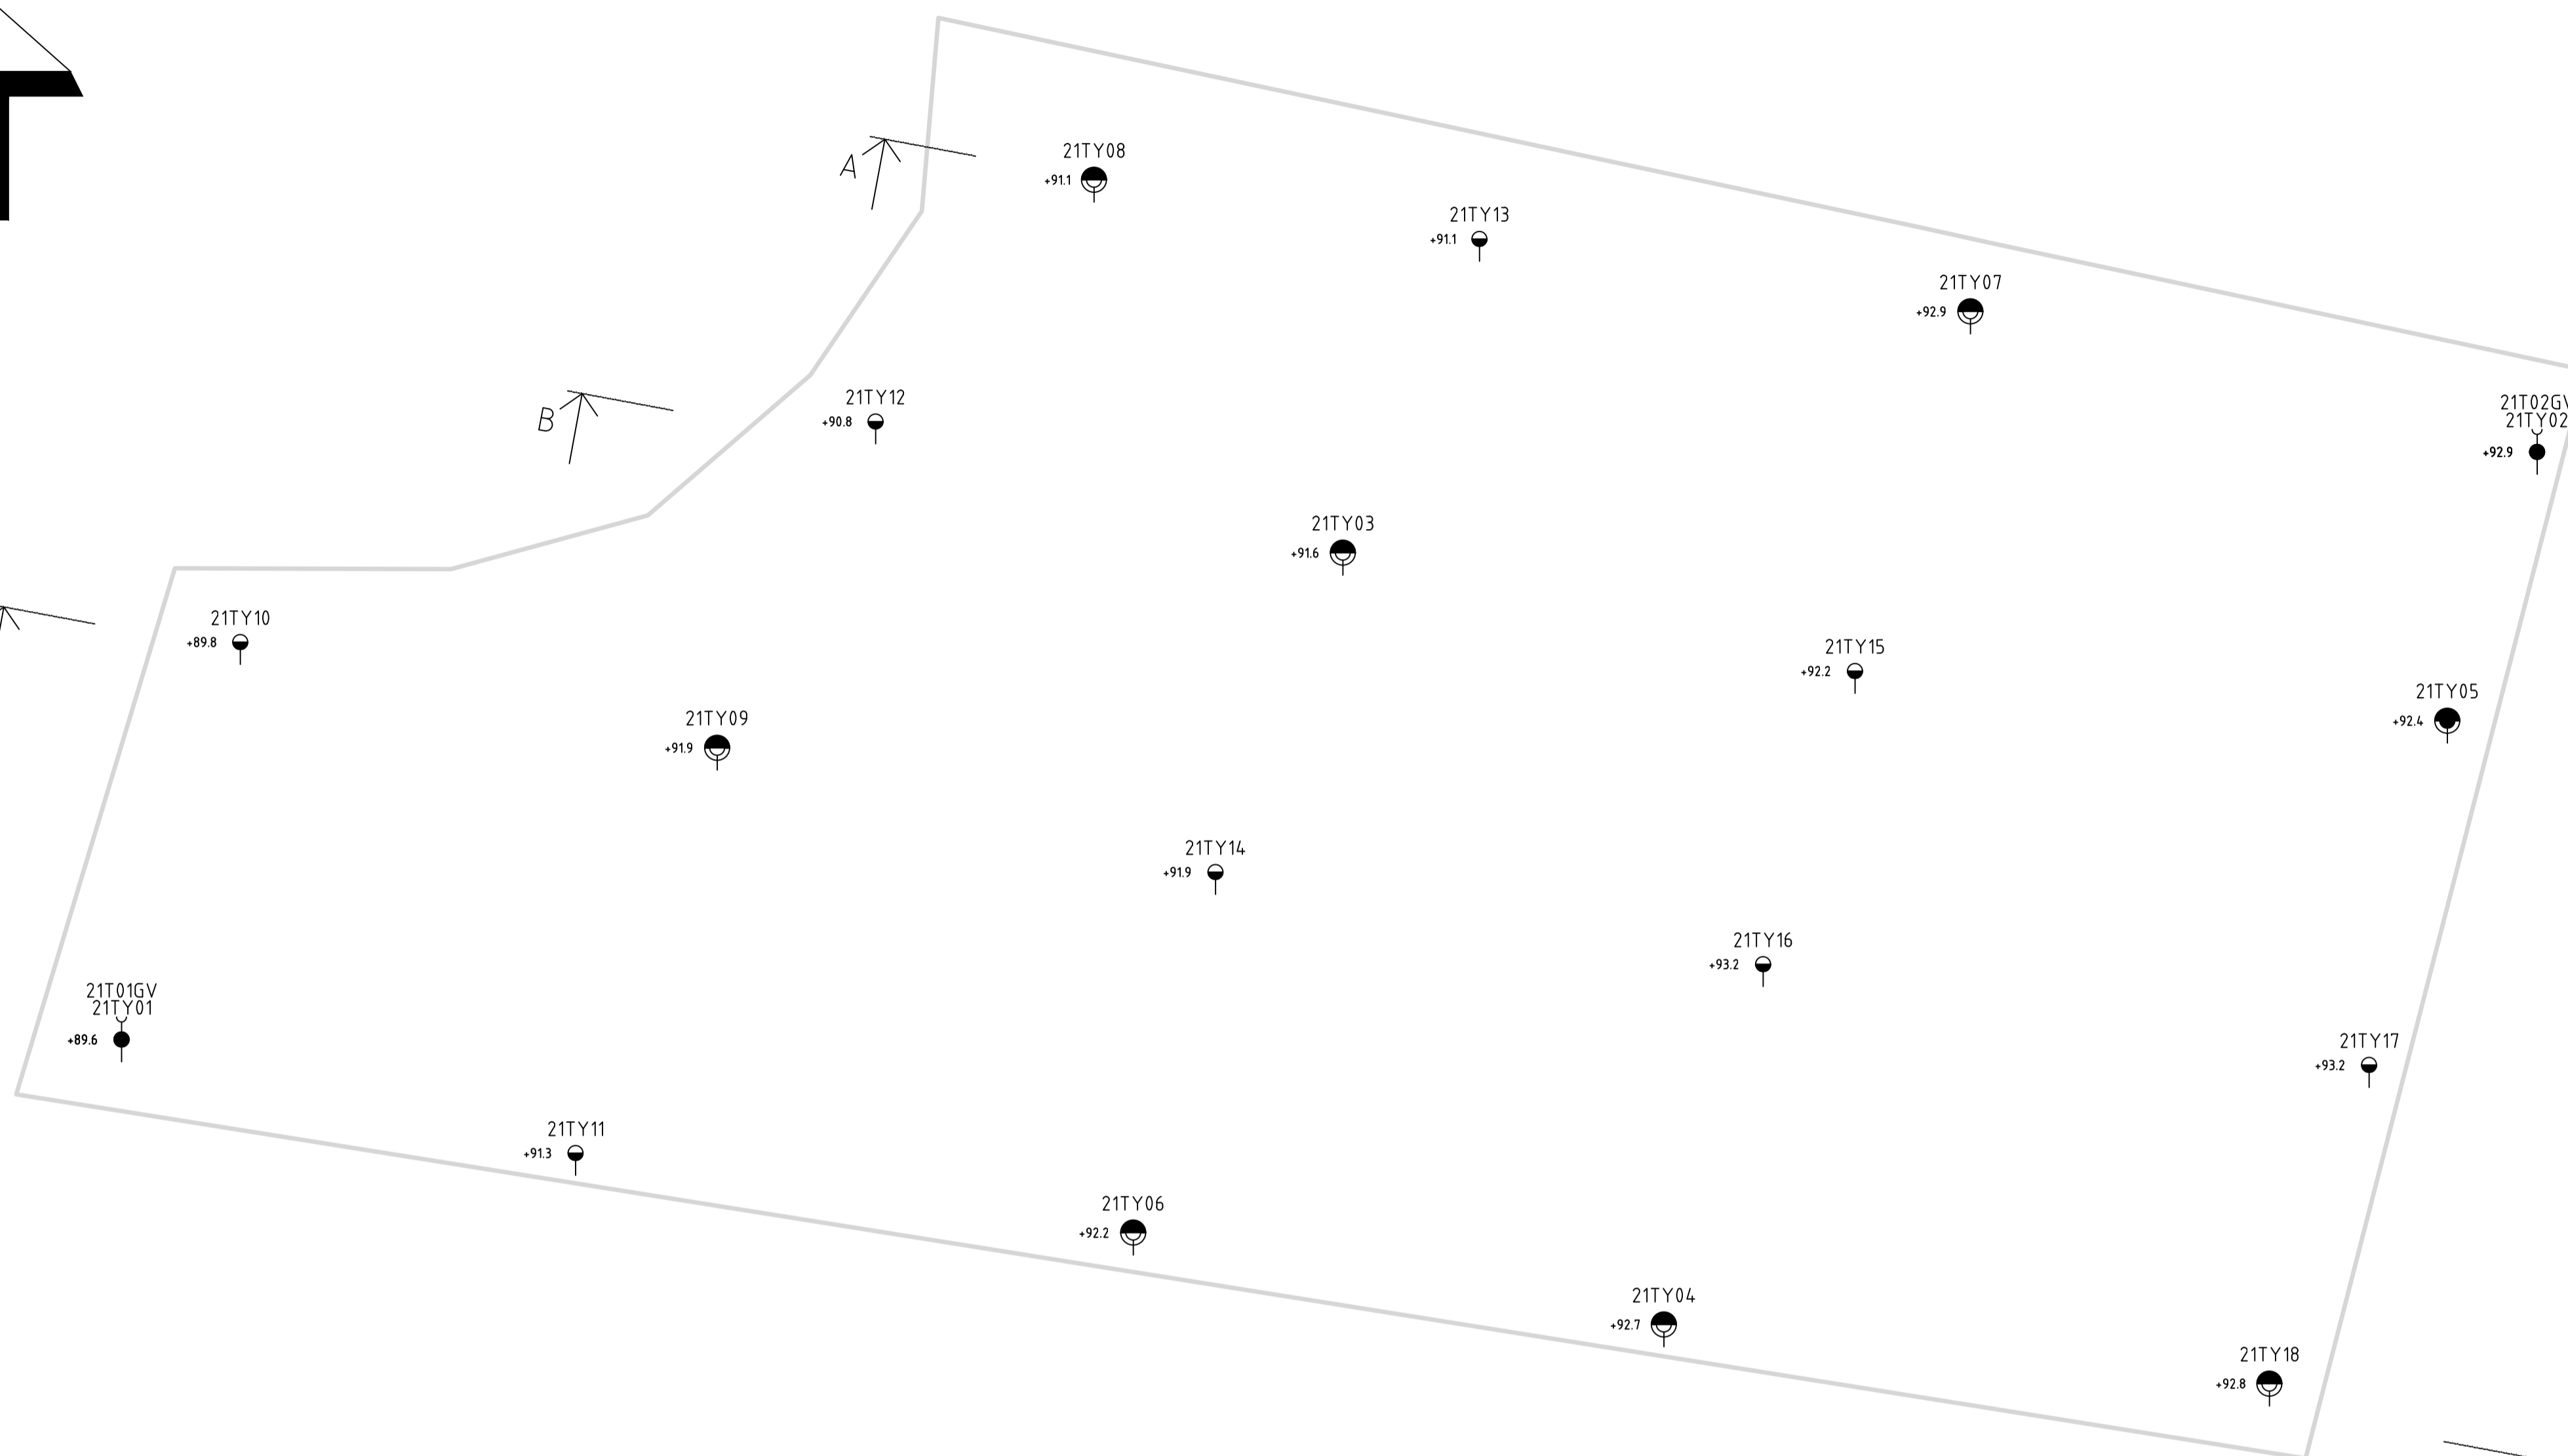 21TY08
+91.1
A
21TY13
+91.1
21TY07
+92.9
B
21TY12
+90.8
21T02GV
21TY02
+92.9
21TY03
+91.6
21TY10
+89.8
21TY15
+92.2
21TY05
+92.4
21TY09
+91.9
21TY14
+91.9
21TY16
+93.2
21T01GV
21TY01
+89.6
21TY17
+93.2
21TY11
+91.3
21TY06
+92.2
21TY04
+92.7
21TY18
+92.8